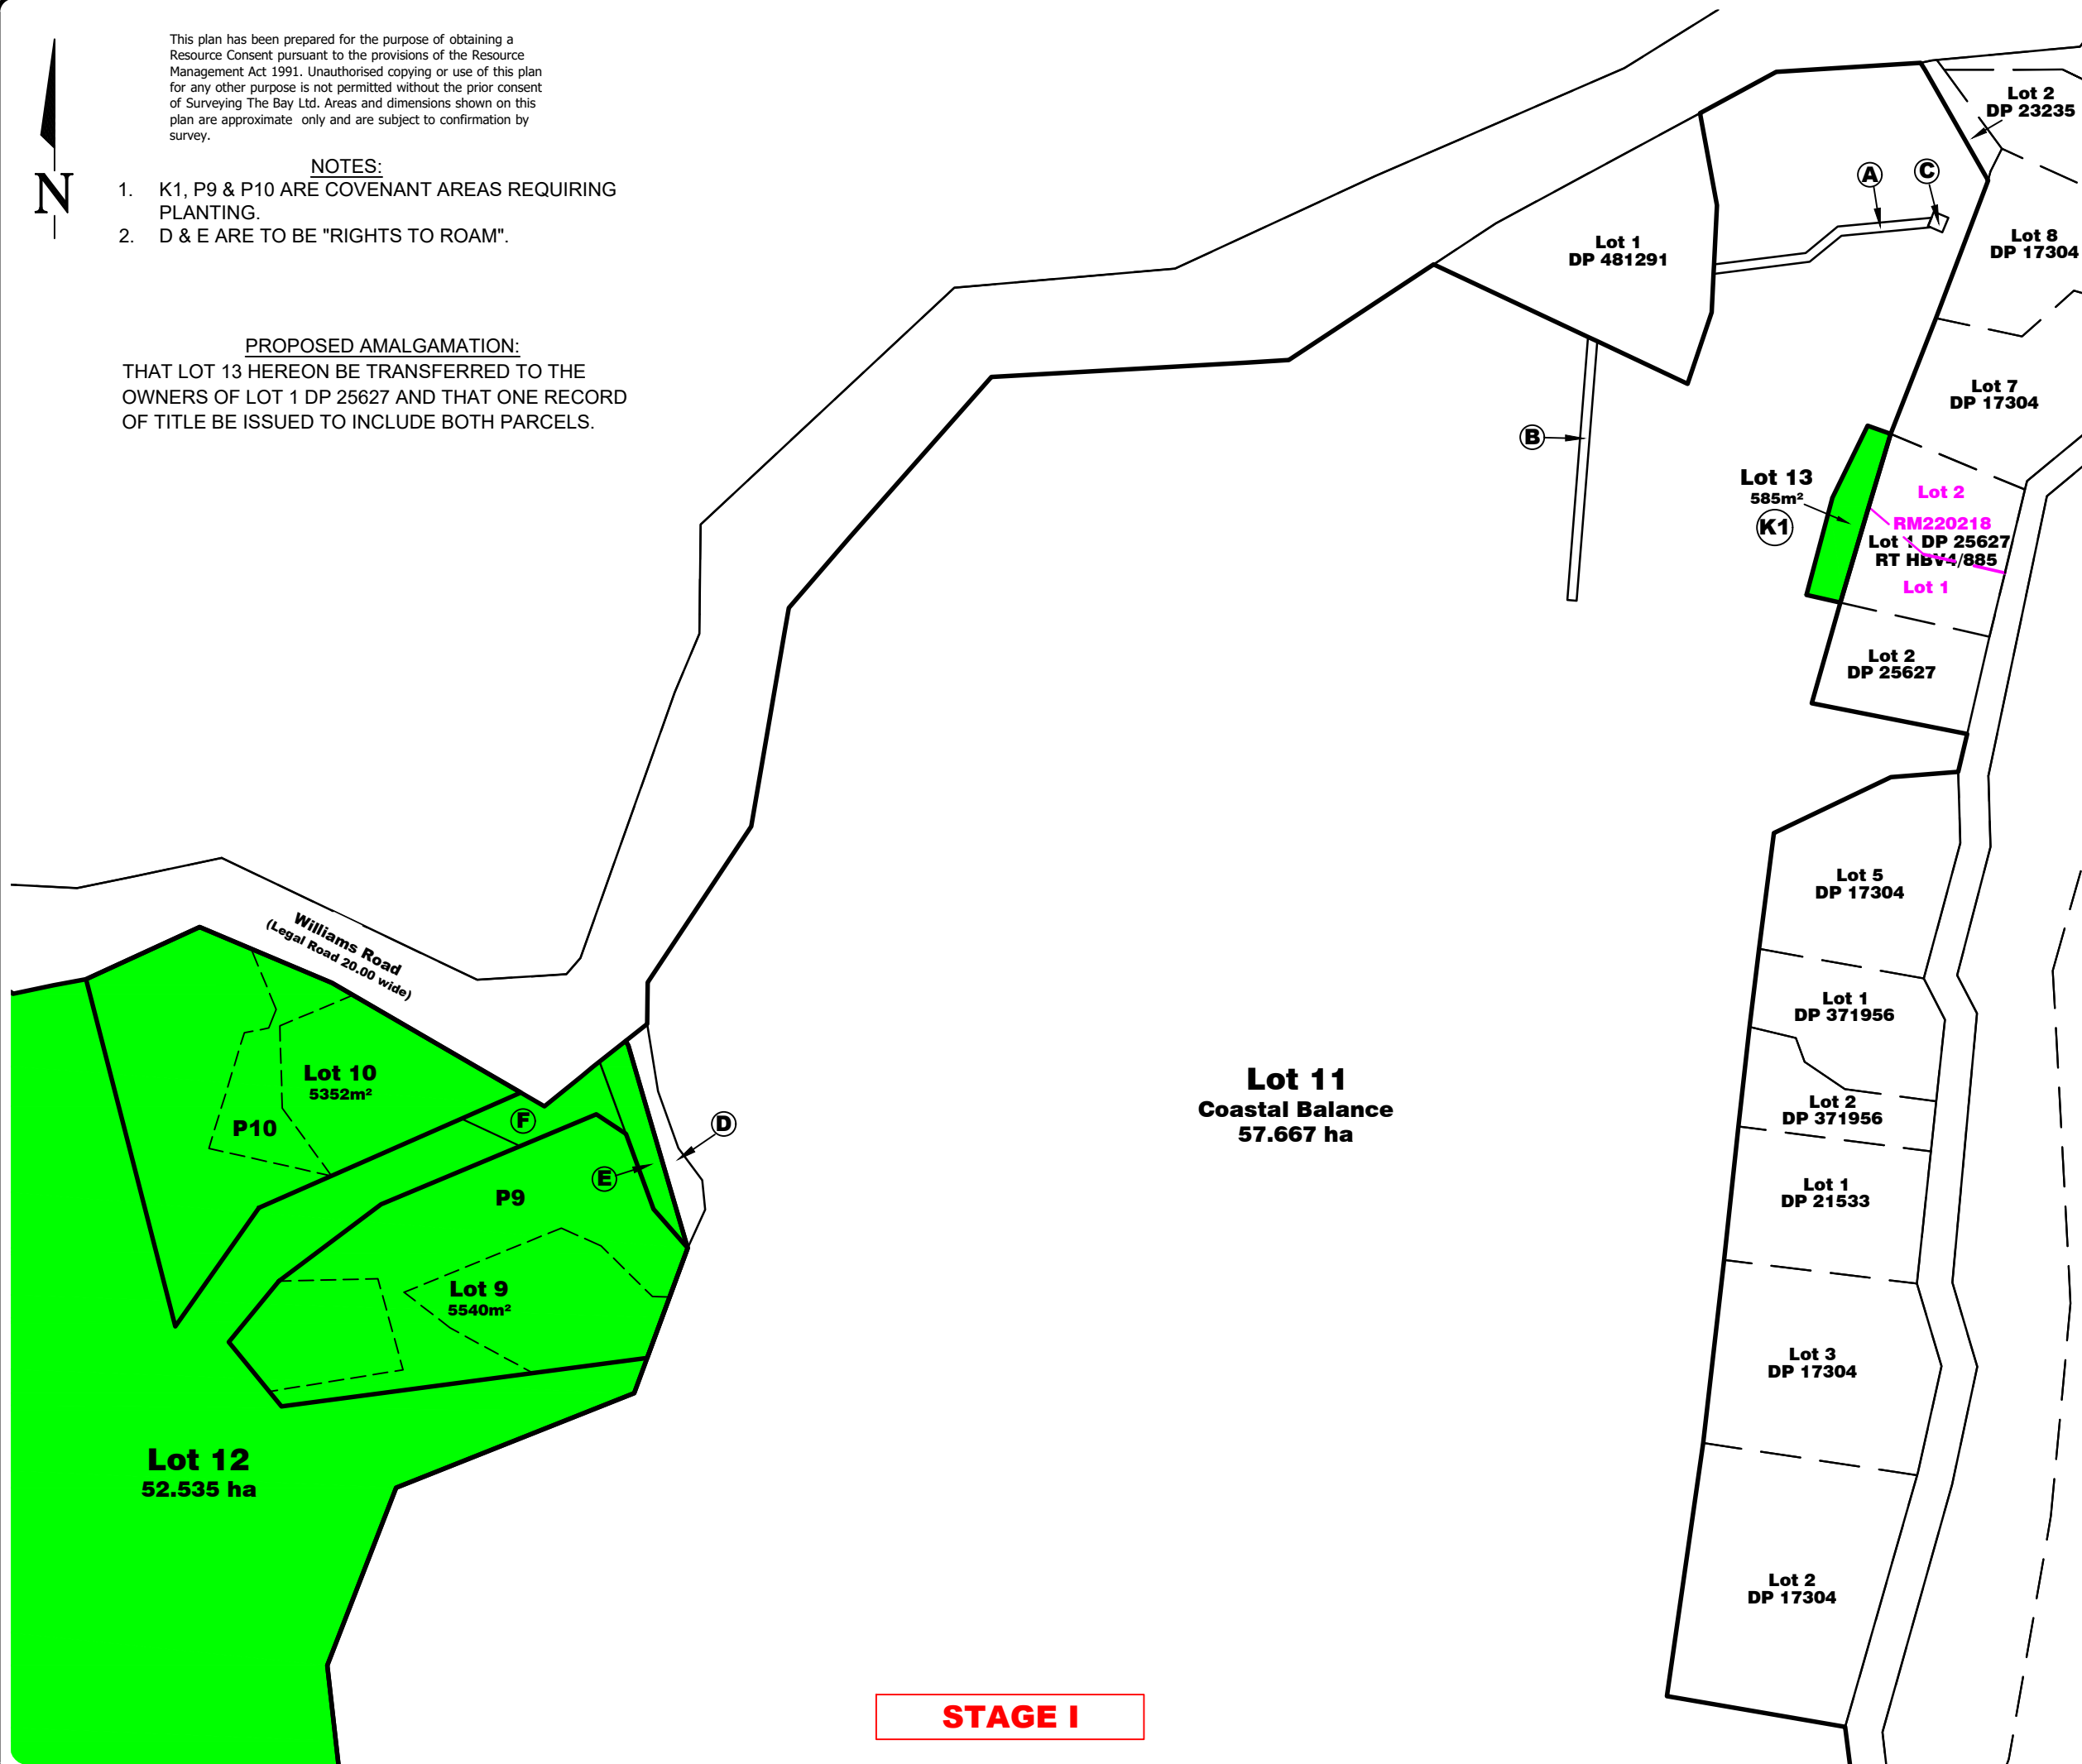 This plan has been prepared for the purpose of obtaining a
Resource Consent pursuant to the provisions of the Resource
Management Act 1991. Unauthorised copying or use of this plan
for any other purpose is not permitted without the prior consent
of Surveying The Bay Ltd. Areas and dimensions shown on this
plan are approximate only and are subject to confirmation by
survey.
N
NOTES:
1. K1, P9 & P10 ARE COVENANT AREAS REQUIRING
PLANTING.
2. D & E ARE TO BE "RIGHTS TO ROAM".
PROPOSED AMALGAMATION:
THAT LOT 13 HEREON BE TRANSFERRED TO THE
OWNERS OF LOT 1 DP 25627 AND THAT ONE RECORD
OF TITLE BE ISSUED TO INCLUDE BOTH PARCELS.
Lot 2
DP 23235
A
C
Lot 1
DP 481291
Lot 8
DP 17304
Lot 7
DP 17304
B
Lot 13
585m²
K1
Lot 2
RM220218
Lot 1 DP 25627
RT HBV4/885
Lot 1
Lot 2
DP 25627
Lot 5
DP 17304
Williams Road
(Legal Road 20.00 wide)
Lot 1
DP 371956
Lot 10
5352m²
P10
F
D
E
P9
Lot 11
Coastal Balance
57.667 ha
Lot 2
DP 371956
Lot 1
DP 21533
Lot 9
5540m²
Lot 3
DP 17304
Lot 12
52.535 ha
Lot 2
DP 17304
STAGE I